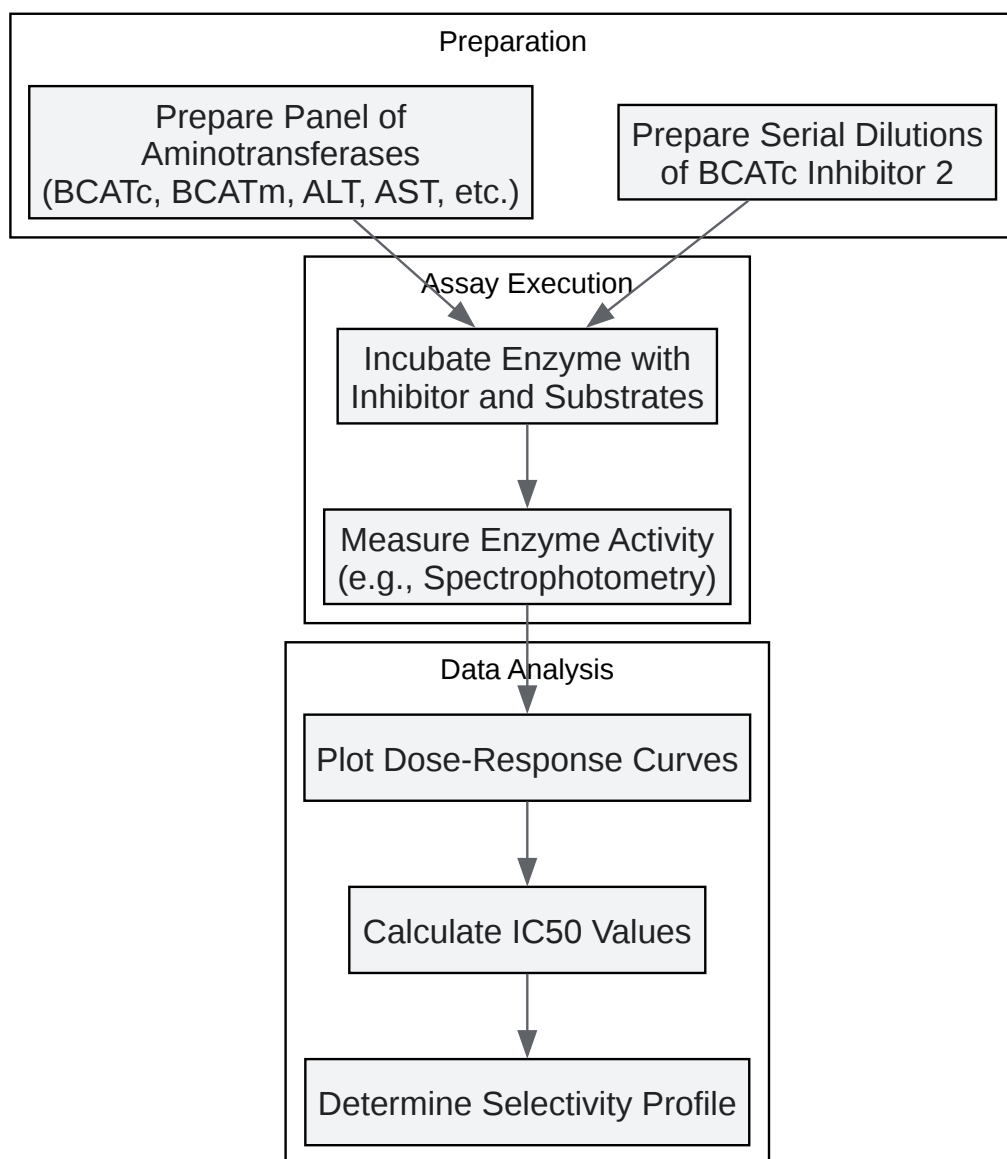 Preparation
Prepare Panel of
Aminotransferases
(BCATc, BCATm, ALT, AST, etc.)
Prepare Serial Dilutions
of BCATc Inhibitor 2
Assay Execution
Incubate Enzyme with
Inhibitor and Substrates
Measure Enzyme Activity
(e.g., Spectrophotometry)
Data Analysis
Plot Dose-Response Curves
Calculate IC50 Values
Determine Selectivity Profile